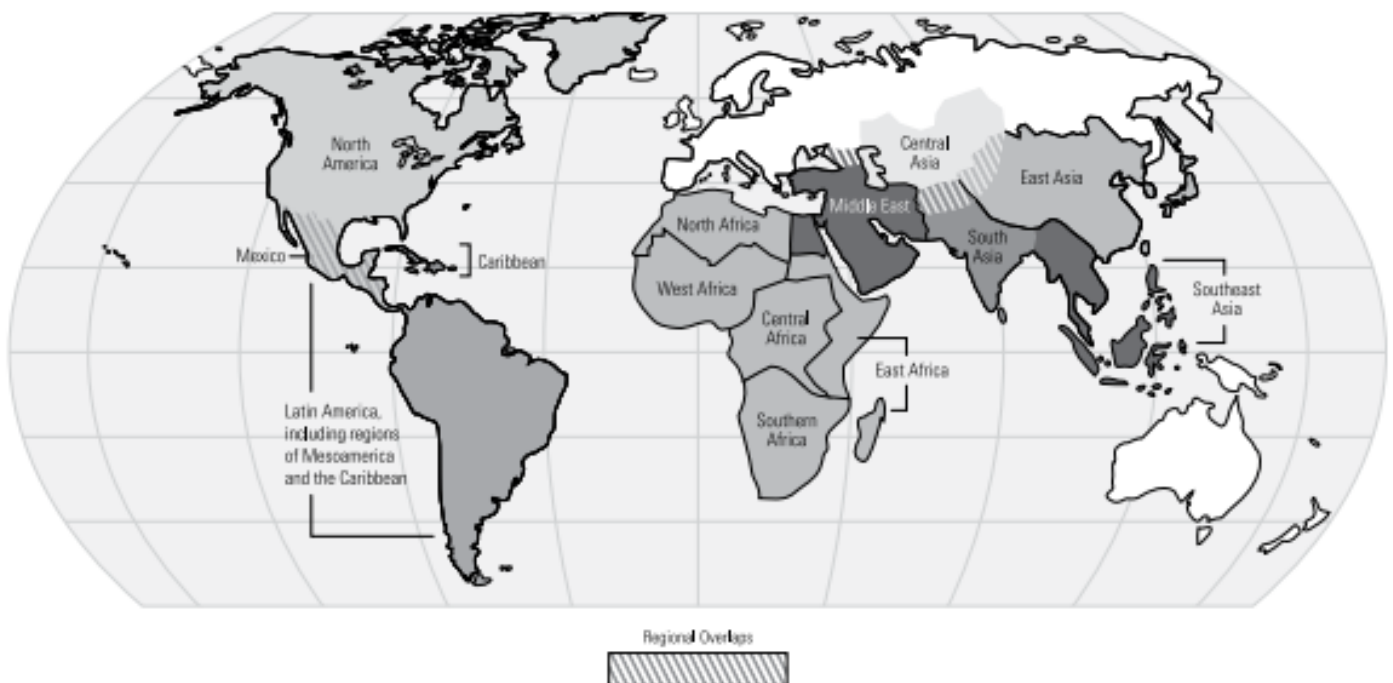 North
America
Central
Asia
East Asia
Middle East
North Africa
South
Asia
Mexico
Caribbean
West Africa
Southeast
Asia
Central
Africa
East Africa
Latin America,
including regions
of Mesoamerica
and the Caribbean
Southern
Africa
Regional Overlaps